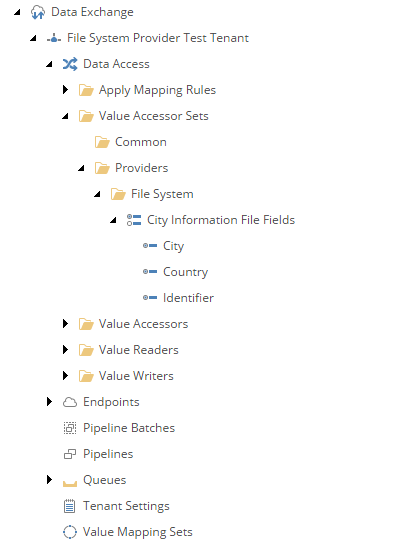 Data Exchange
File System Provider Test Tenant
Data Access
Apply Mapping Rules
Value Accessor Sets
Common
Providers
File System
City Information File Fields
City
Country
Identifier
Value Accessors
Value Readers
Value Writers
Endpoints
Pipeline Batches
Pipelines
Queues
Tenant Settings
Value Mapping Sets